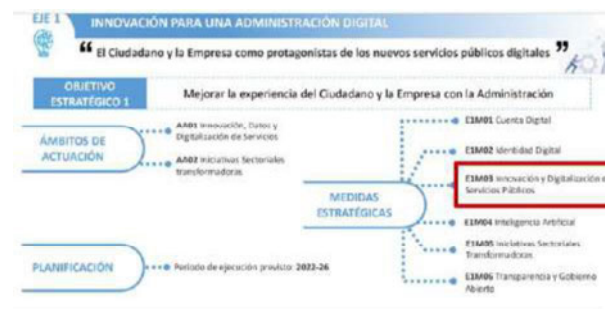 EJE 1
INNOVACIÓN PARA UNA ADMINISTRACIÓN DIGITAL
“ El Ciudadano y la Empresa como protagonistas de los nuevos servicios públicos digitales ”
OBJETIVO
ESTRATÉGICO 1
Mejorar la experiencia del Ciudadano y la Empresa con la Administración
ÁMBITOS DE
ACTUACIÓN
AA01 Innovación, Datos y
Digitalización de Servicios
AA02 Iniciativas Sectoriales
transformadoras
MEDIDAS
ESTRATÉGICAS
E1M01 Cuenta Digital
E1M02 Identidad Digital
E1M03 Innovación y Digitalización
Servicios Públicos
E1M04 Inteligencia Artificial
E1M05 Iniciativas Sectoriales
Transformadoras
E1M06 Transparencia y Gobierno
Abierto
PLANIFICACIÓN
Periodo de ejecución previsto: 2022-26